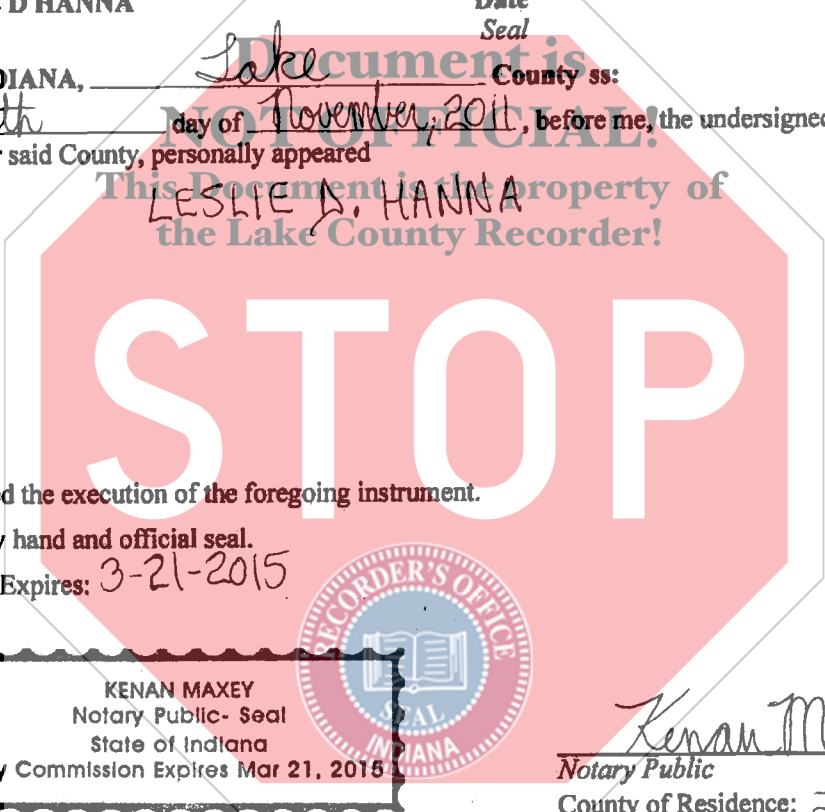 D HANNA
Date
Seal
Document is
DIANA, Lake County ss:
th day of November, 2011, before me, the undersigned
NOT OFFICIAL!
said County, personally appeared
This Document is the property of
LESLIE D. HANNA
the Lake County Recorder!
STOP
d the execution of the foregoing instrument.
y hand and official seal.
Expires: 3-21-2015
RECORDER'S OFFICE
SEAL
INDIANA
KENAN MAXEY
Notary Public- Seal
State of Indiana
y Commission Expires Mar 21, 2015
Kenan M
Notary Public
County of Residence: